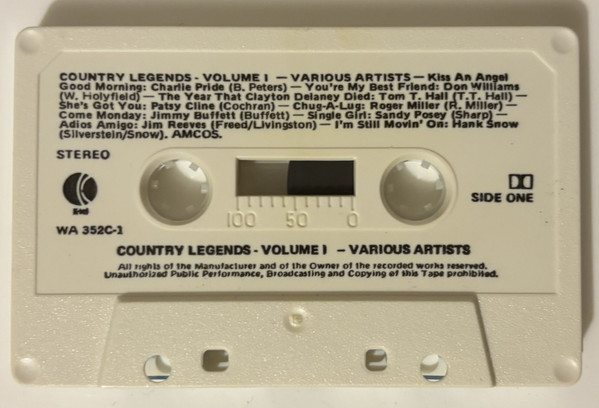 COUNTRY LEGENDS - VOLUME I — VARIOUS ARTISTS — Kiss An Angel
Good Morning: Charlie Pride (B. Peters) — You're My Best Friend: Don Williams
(W. Holyfield) — The Year That Clayton Delaney Died: Tom T. Hall (T.T. Hall) —
She's Got You: Patsy Cline (Cochran) — Chug-A-Lug: Roger Miller (R. Miller) —
Come Monday: Jimmy Buffett (Buffett) — Single Girl: Sandy Posey (Sharp) —
Adios Amigo: Jim Reeves (Freed/Livingston) — I'm Still Movin' On: Hank Snow
(Silverstein/Snow). AMCOS.
STEREO
K-tel
SIDE ONE
100 50 0
WA 352C-1
COUNTRY LEGENDS - VOLUME I — VARIOUS ARTISTS
All rights of the Manufacturer and of the Owner of the recorded works reserved.
Unauthorized Public Performance, Broadcasting and Copying of this Tape prohibited.